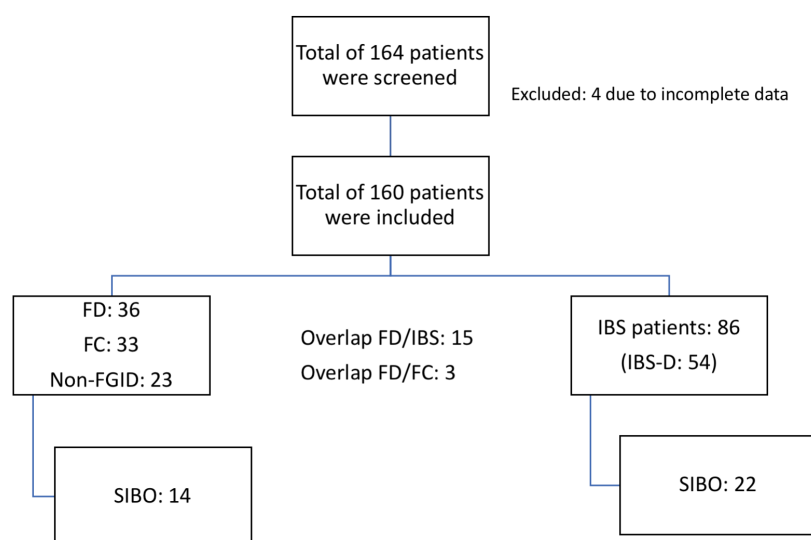 Total of 164 patients
were screened
Excluded: 4 due to incomplete data
Total of 160 patients
were included
FD: 36
FC: 33
Non-FGID: 23
Overlap FD/IBS: 15
Overlap FD/FC: 3
IBS patients: 86
(IBS-D: 54)
SIBO: 14
SIBO: 22